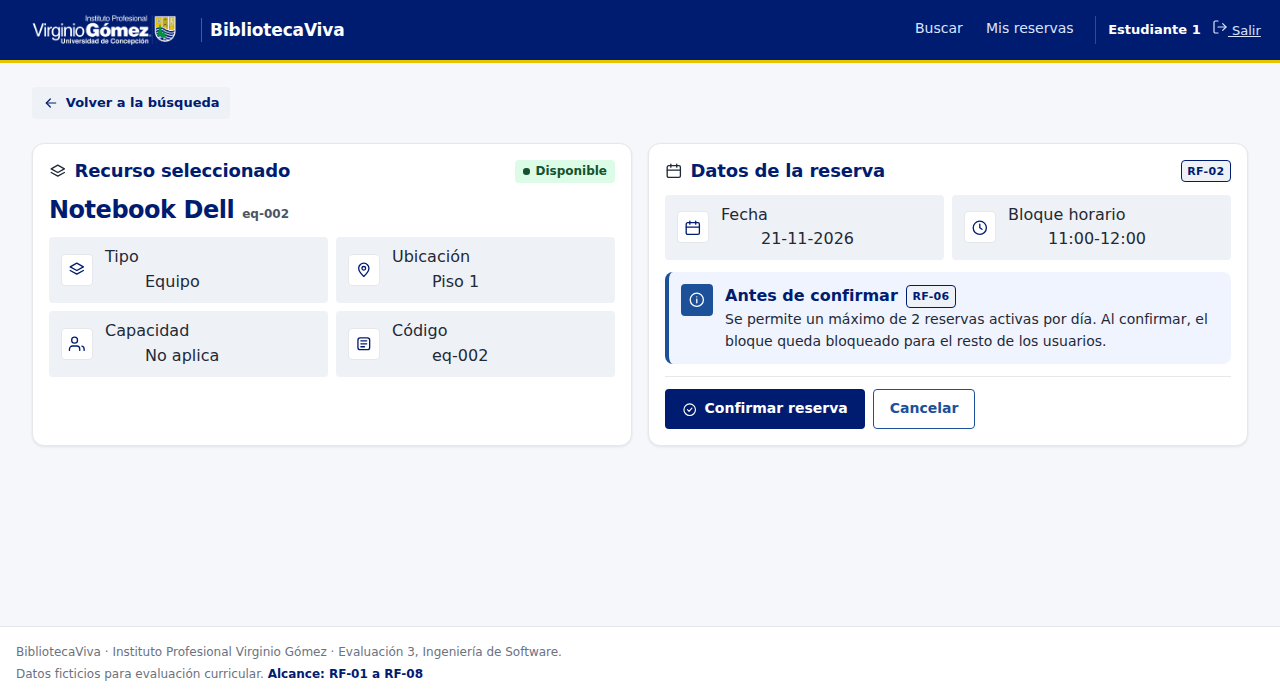 Instituto Profesional
VirginioGómez
Universidad de Concepción
BibliotecaViva
Buscar
Mis reservas
Estudiante 1
Salir
Volver a la búsqueda
Recurso seleccionado
Disponible
Notebook Dell eq-002
Tipo
Equipo
Ubicación
Piso 1
Capacidad
No aplica
Código
eq-002
Datos de la reserva
RF-02
Fecha
21-11-2026
Bloque horario
11:00-12:00
Antes de confirmar RF-06
Se permite un máximo de 2 reservas activas por día. Al confirmar, el
bloque queda bloqueado para el resto de los usuarios.
Confirmar reserva
Cancelar
BibliotecaViva · Instituto Profesional Virginio Gómez · Evaluación 3, Ingeniería de Software.
Datos ficticios para evaluación curricular. Alcance: RF-01 a RF-08